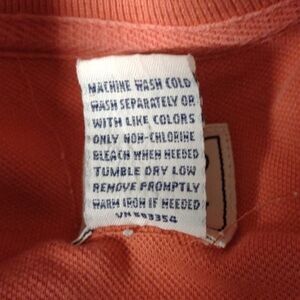 MACHINE WASH COLD
WASH SEPARATELY OR
WITH LIKE COLORS
ONLY NON-CHLORINE
BLEACH WHEN NEEDED
TUMBLE DRY LOW
REMOVE PROMPTLY
WARM IRON IF NEEDED